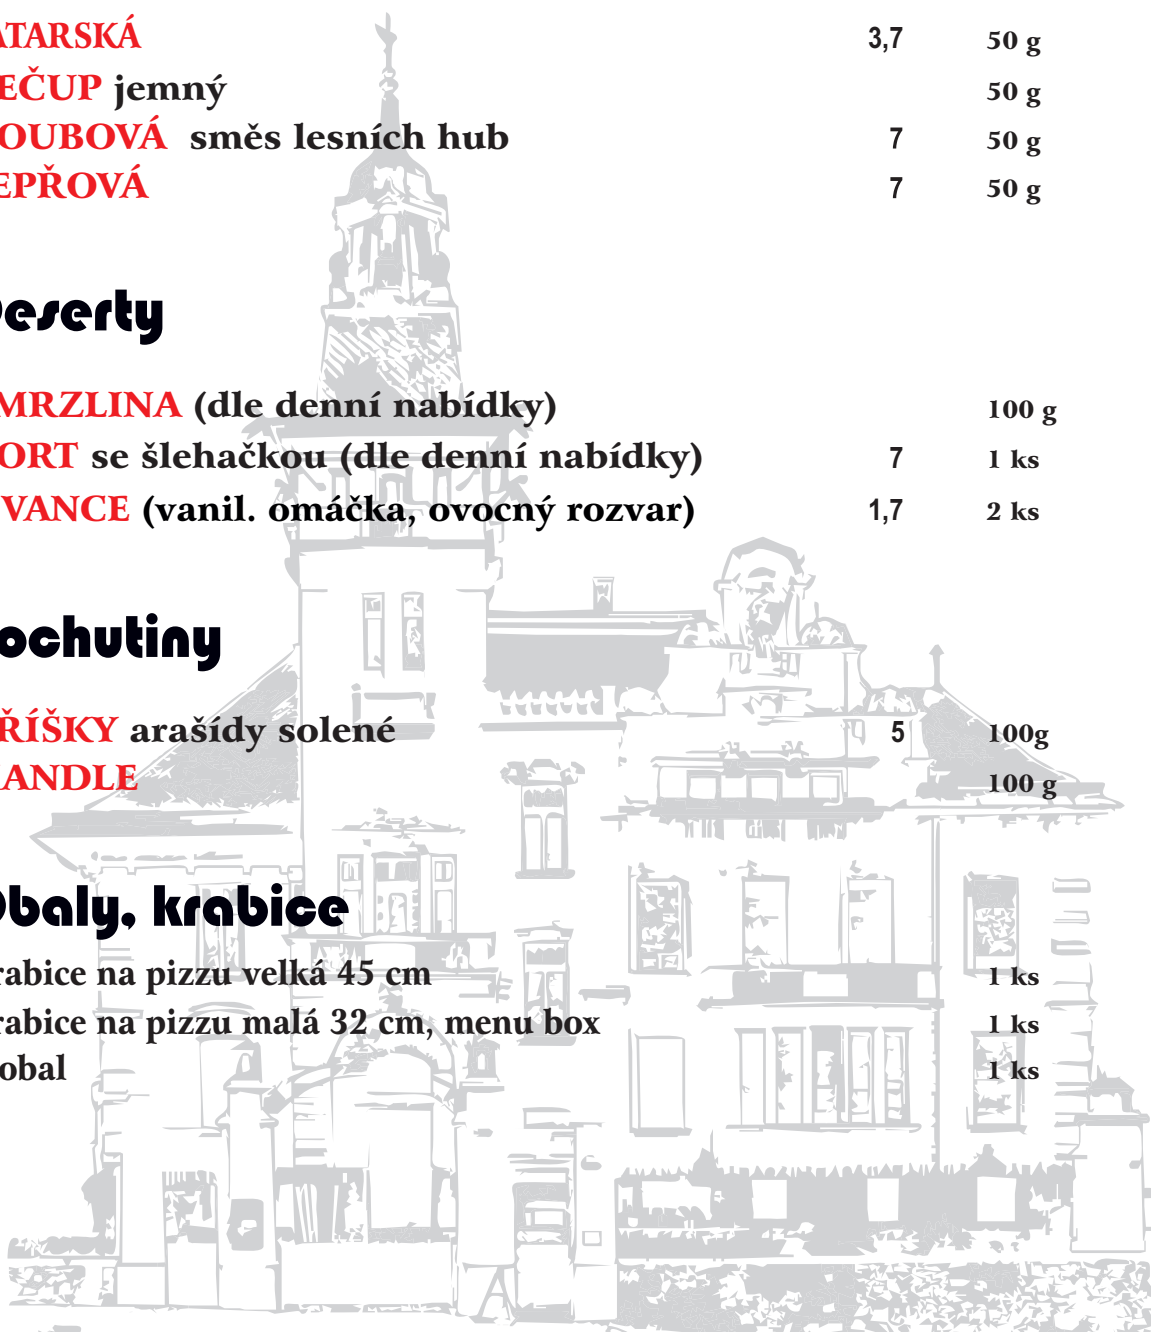 ATARSKÁ 3,7 50 g
EČUP jemný 50 g
OUBOVÁ směs lesních hub 7 50 g
EPŘOVÁ 7 50 g
Deserty
MRZLINA (dle denní nabídky) 100 g
ORT se šlehačkou (dle denní nabídky) 7 1 ks
VANCE (vanil. omáčka, ovocný rozvar) 1,7 2 ks
ochutiny
ŘÍŠKY arašídy solené 5 100g
ANDLE 100 g
Obaly, krabice
rabice na pizzu velká 45 cm 1 ks
rabice na pizzu malá 32 cm, menu box 1 ks
obal 1 ks